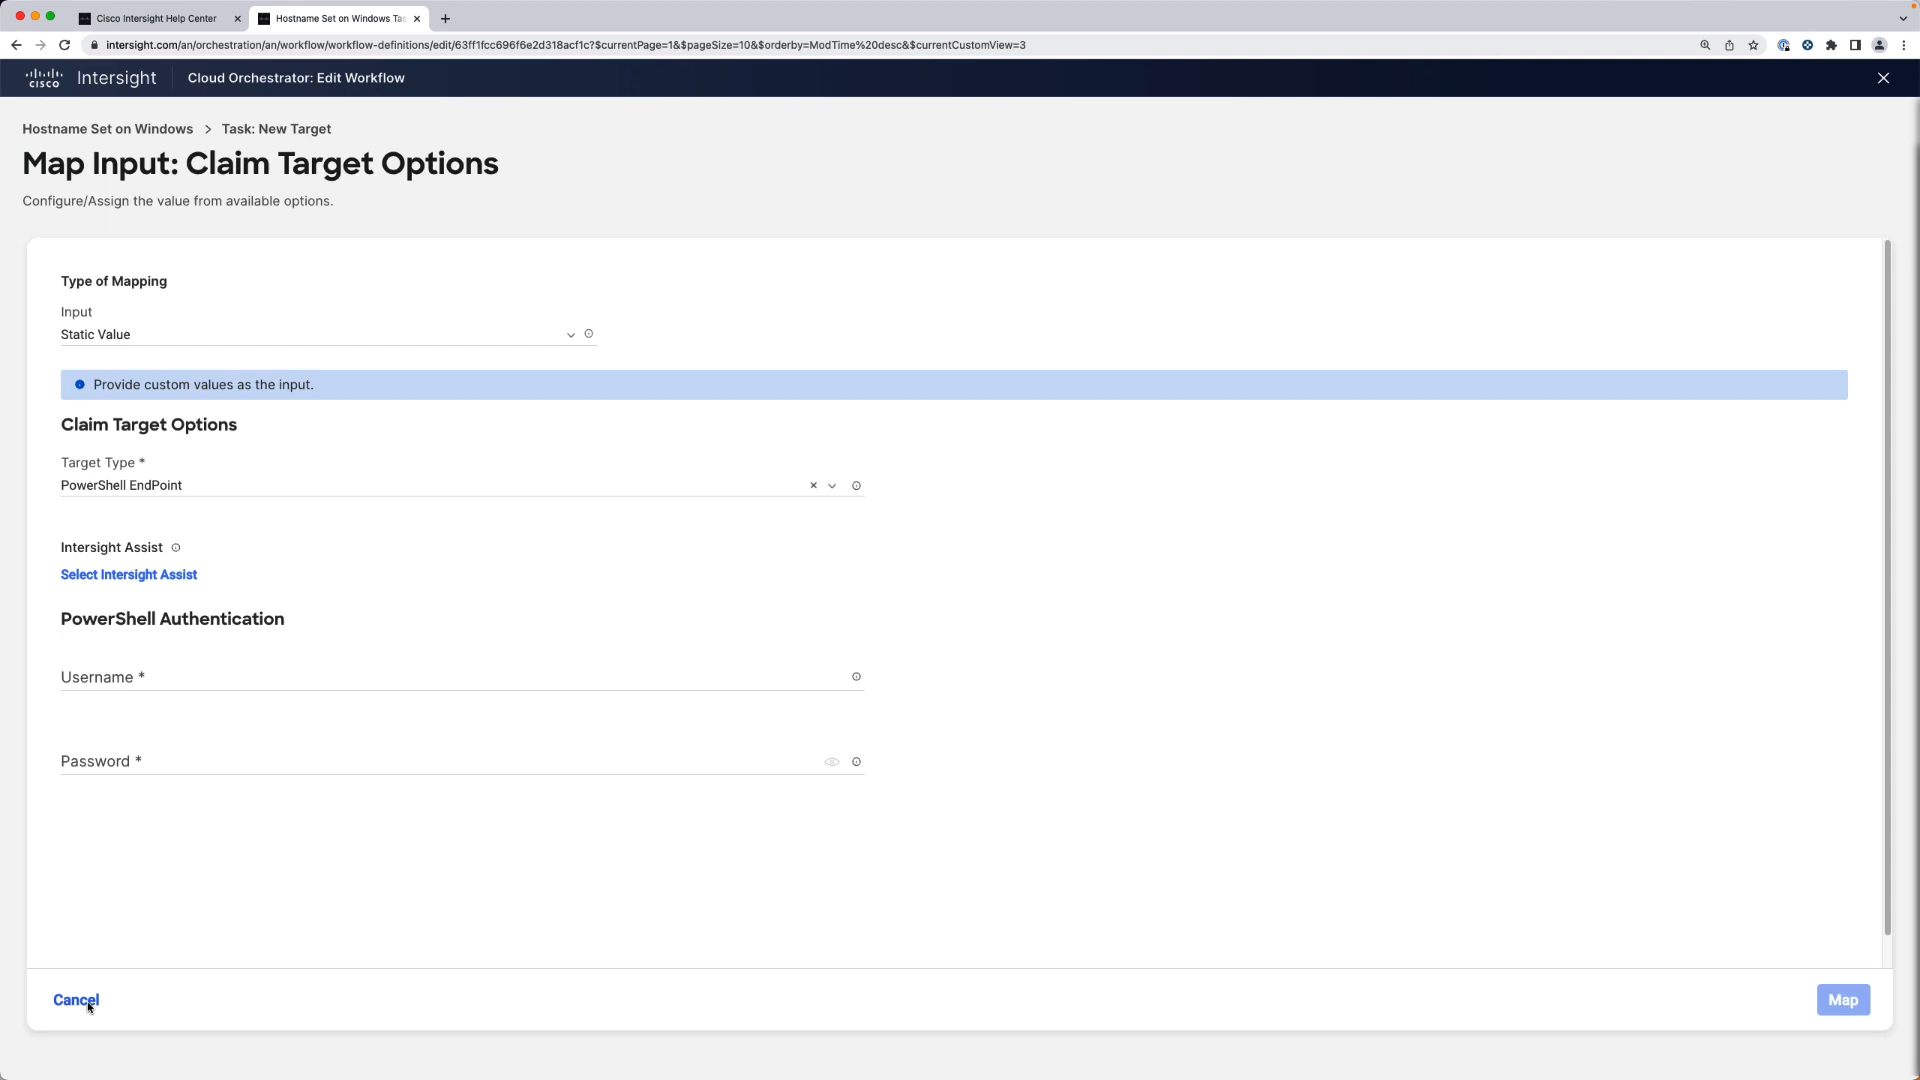 Cisco Intersight Help Center
Hostname Set on Windows Tas
intersight.com/an/orchestration/an/workflow/workflow-definitions/edit/63ff1fcc696f6e2d318acf1c?$currentPage=1&$pageSize=10&$orderby=ModTime%20desc&$currentCustomView=3
CISCO Intersight Cloud Orchestrator: Edit Workflow
Hostname Set on Windows > Task: New Target
Map Input: Claim Target Options
Configure/Assign the value from available options.
Type of Mapping
Input
Static Value
Provide custom values as the input.
Claim Target Options
Target Type *
PowerShell EndPoint
Intersight Assist
Select Intersight Assist
PowerShell Authentication
Username *
Password *
Cancel
Map